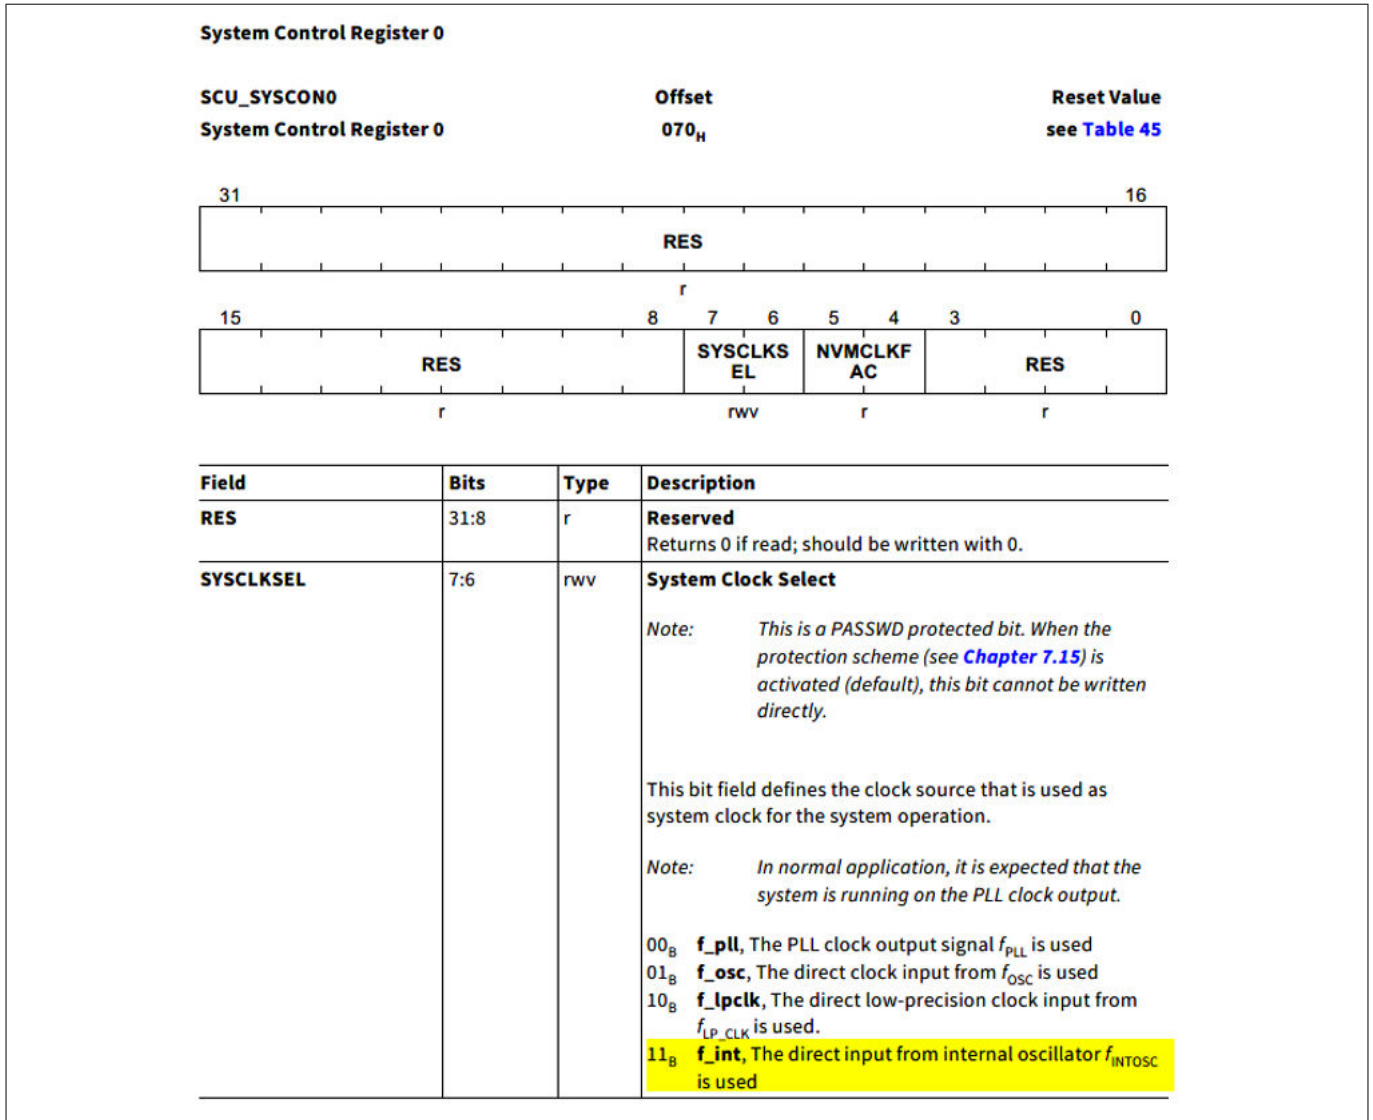 System Control Register 0
SCU_SYSCON0 Offset Reset Value
System Control Register 0 070H see Table 45
31 16
RES
r
15 8 7 6 5 4 3 0
RES SYSCLKS NVMCLKF RES
EL AC
r rwv r r
Field Bits Type Description
RES 31:8 r Reserved
Returns 0 if read; should be written with 0.
SYSCLKSEL 7:6 rwv System Clock Select
Note: This is a PASSWD protected bit. When the
protection scheme (see Chapter 7.15) is
activated (default), this bit cannot be written
directly.
This bit field defines the clock source that is used as
system clock for the system operation.
Note: In normal application, it is expected that the
system is running on the PLL clock output.
00B f_pll, The PLL clock output signal fPLL is used
01B f_osc, The direct clock input from fOSC is used
10B f_lpclk, The direct low-precision clock input from
fLP_CLK is used.
11B f_int, The direct input from internal oscillator fINTOSC
is used